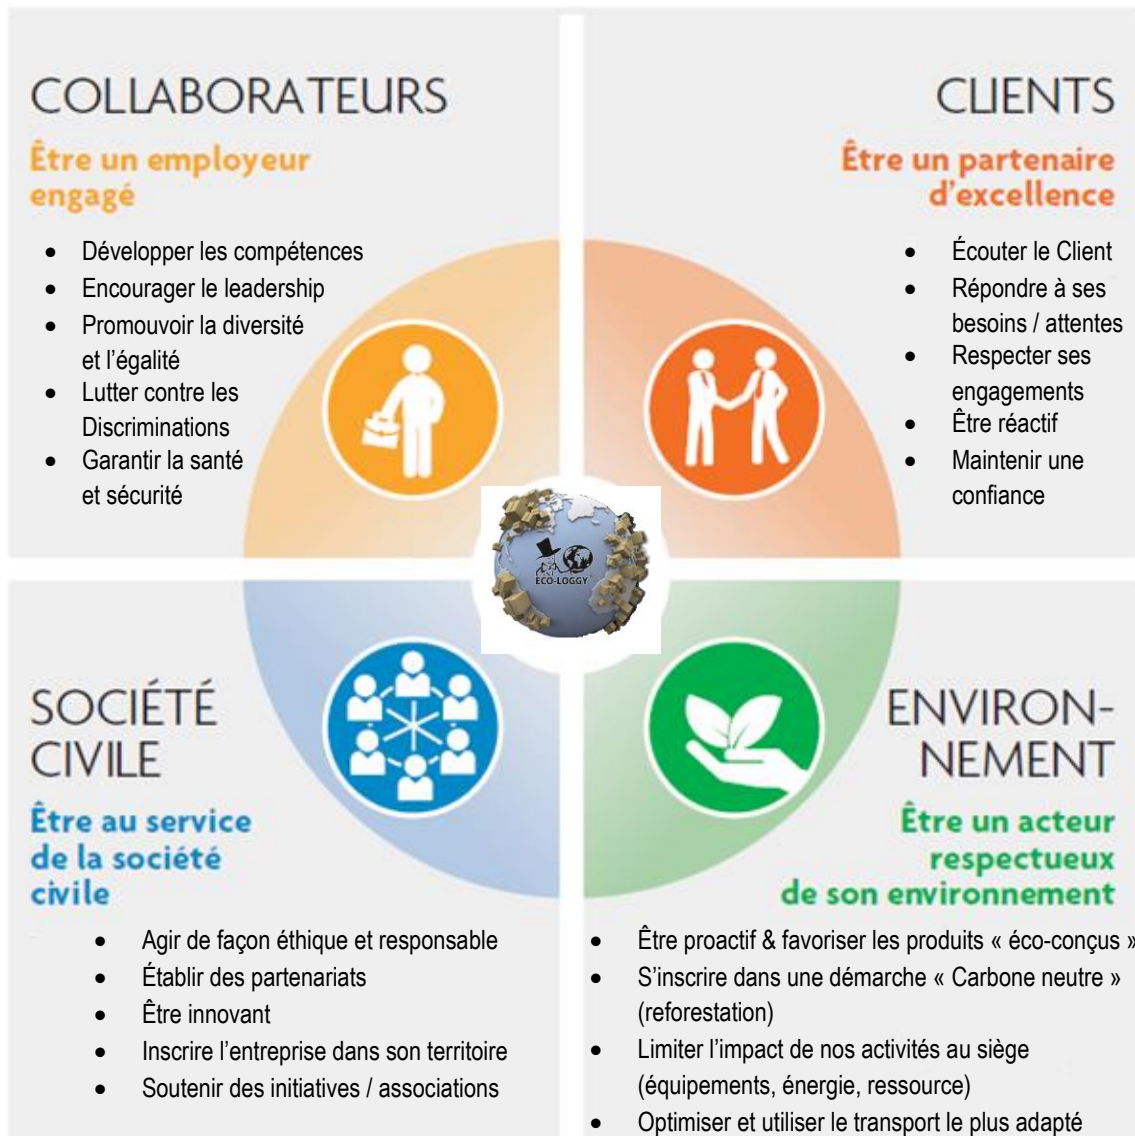 COLLABORATEURS
Être un employeur
engagé
• Développer les compétences
• Encourager le leadership
• Promouvoir la diversité
et l’égalité
• Lutter contre les
Discriminations
• Garantir la santé
et sécurité
CLIENTS
Être un partenaire
d’excellence
• Écouter le Client
• Répondre à ses
besoins / attentes
• Respecter ses
engagements
• Être réactif
• Maintenir une
confiance
ECO-LOGGY
SOCIÉTÉ
CIVILE
Être au service
de la société
civile
• Agir de façon éthique et responsable
• Établir des partenariats
• Être innovant
• Inscrire l’entreprise dans son territoire
• Soutenir des initiatives / associations
ENVIRON-
NEMENT
Être un acteur
respectueux
de son environnement
• Être proactif & favoriser les produits « éco-conçus »
• S’inscrire dans une démarche « Carbone neutre »
(reforestation)
• Limiter l’impact de nos activités au siège
(équipements, énergie, ressource)
• Optimiser et utiliser le transport le plus adapté